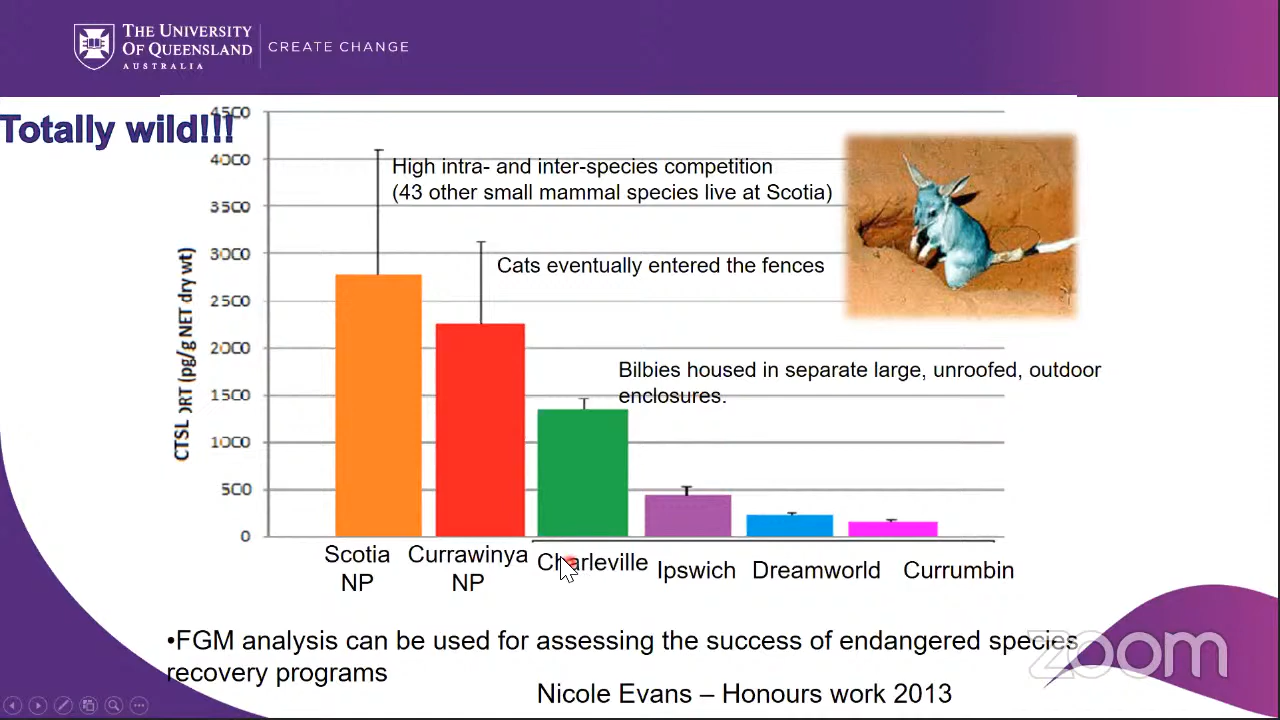 THE UNIVERSITY
OF QUEENSLAND
AUSTRALIA
CREATE CHANGE
Totally wild!!!
4500
4000
3500
3000
2500
2000
1500
1000
500
0
(pg/g NET dry wt)
High intra- and inter-species competition
(43 other small mammal species live at Scotia)
Cats eventually entered the fences
Bilbies housed in separate large, unroofed, outdoor
enclosures.
Scotia
NP
Currawinya
NP
Charleville
Ipswich
Dreamworld
Currumbin
•FGM analysis can be used for assessing the success of endangered species
recovery programs
Nicole Evans – Honours work 2013
zoom